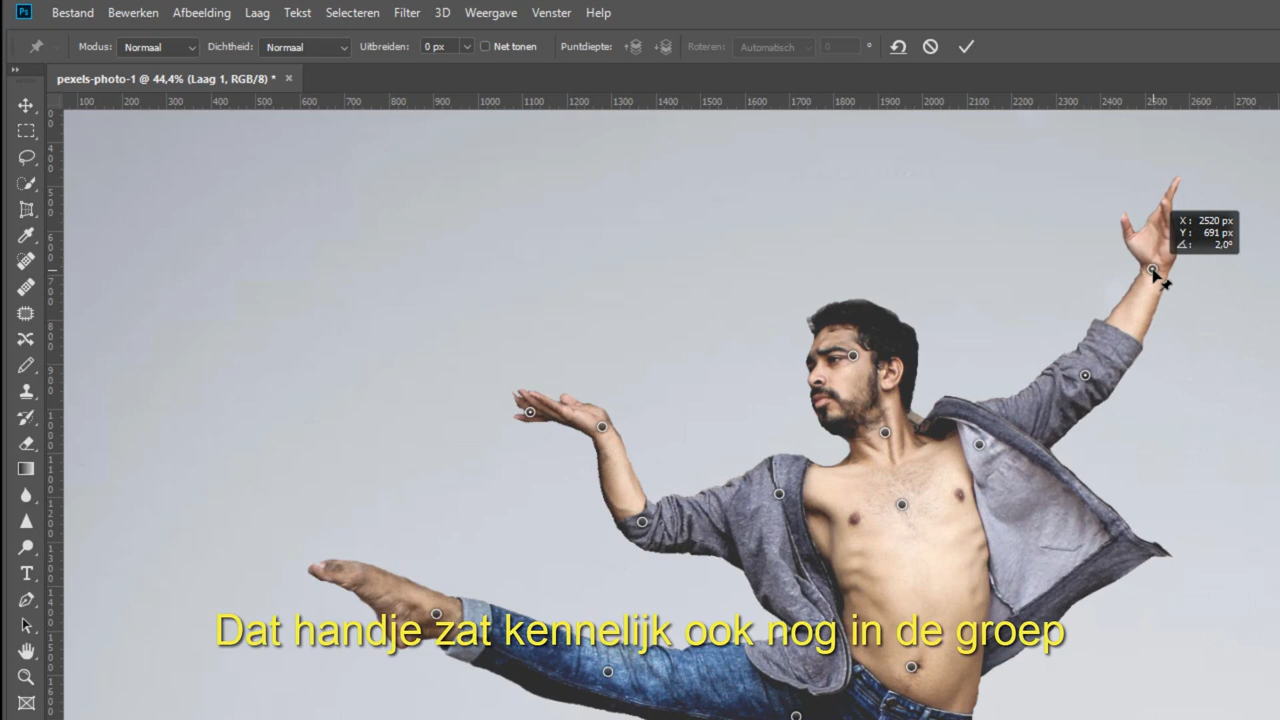 Ps Bestand Bewerken Afbeelding Laag Tekst Selecteren Filter 3D Weergave Venster Help
Modus: Normaal Dichtheid: Normaal Uitbreiden: 0 px Net tonen Puntdiepte: Roteren: Automatisch 0 °
pexels-photo-1 @ 44,4% (Laag 1, RGB/8) * ×
100 200 300 400 500 600 700 800 900 1000 1100 1200 1300 1400 1500 1600 1700 1800 1900 2000 2100 2200 2300 2400 2500 2600 2700
X: 2520 px
Y: 691 px
2,0°
Dat handje zat kennelijk ook nog in de groep